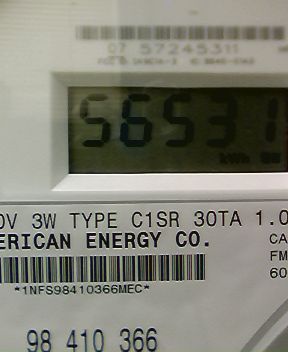 07 57245311
56531
kWh
0V 3W TYPE C1SR 30TA 1.0
ERICAN ENERGY CO.
CA
FM
60
*1NFS98410366MEC*
98 410 366